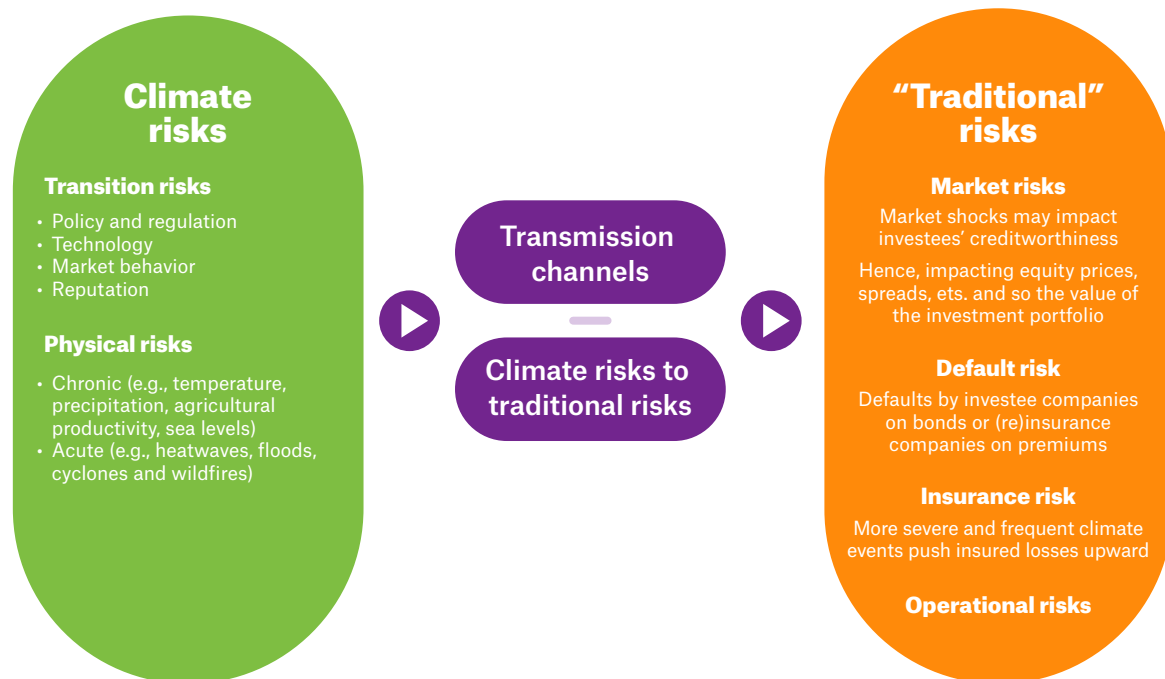 Climate
risks
Transition risks
• Policy and regulation
• Technology
• Market behavior
• Reputation
Physical risks
• Chronic (e.g., temperature,
precipitation, agricultural
productivity, sea levels)
• Acute (e.g., heatwaves, floods,
cyclones and wildfires)
Transmission
channels
Climate risks to
traditional risks
“Traditional”
risks
Market risks
Market shocks may impact
investees’ creditworthiness
Hence, impacting equity prices,
spreads, ets. and so the value of
the investment portfolio
Default risk
Defaults by investee companies
on bonds or (re)insurance
companies on premiums
Insurance risk
More severe and frequent climate
events push insured losses upward
Operational risks